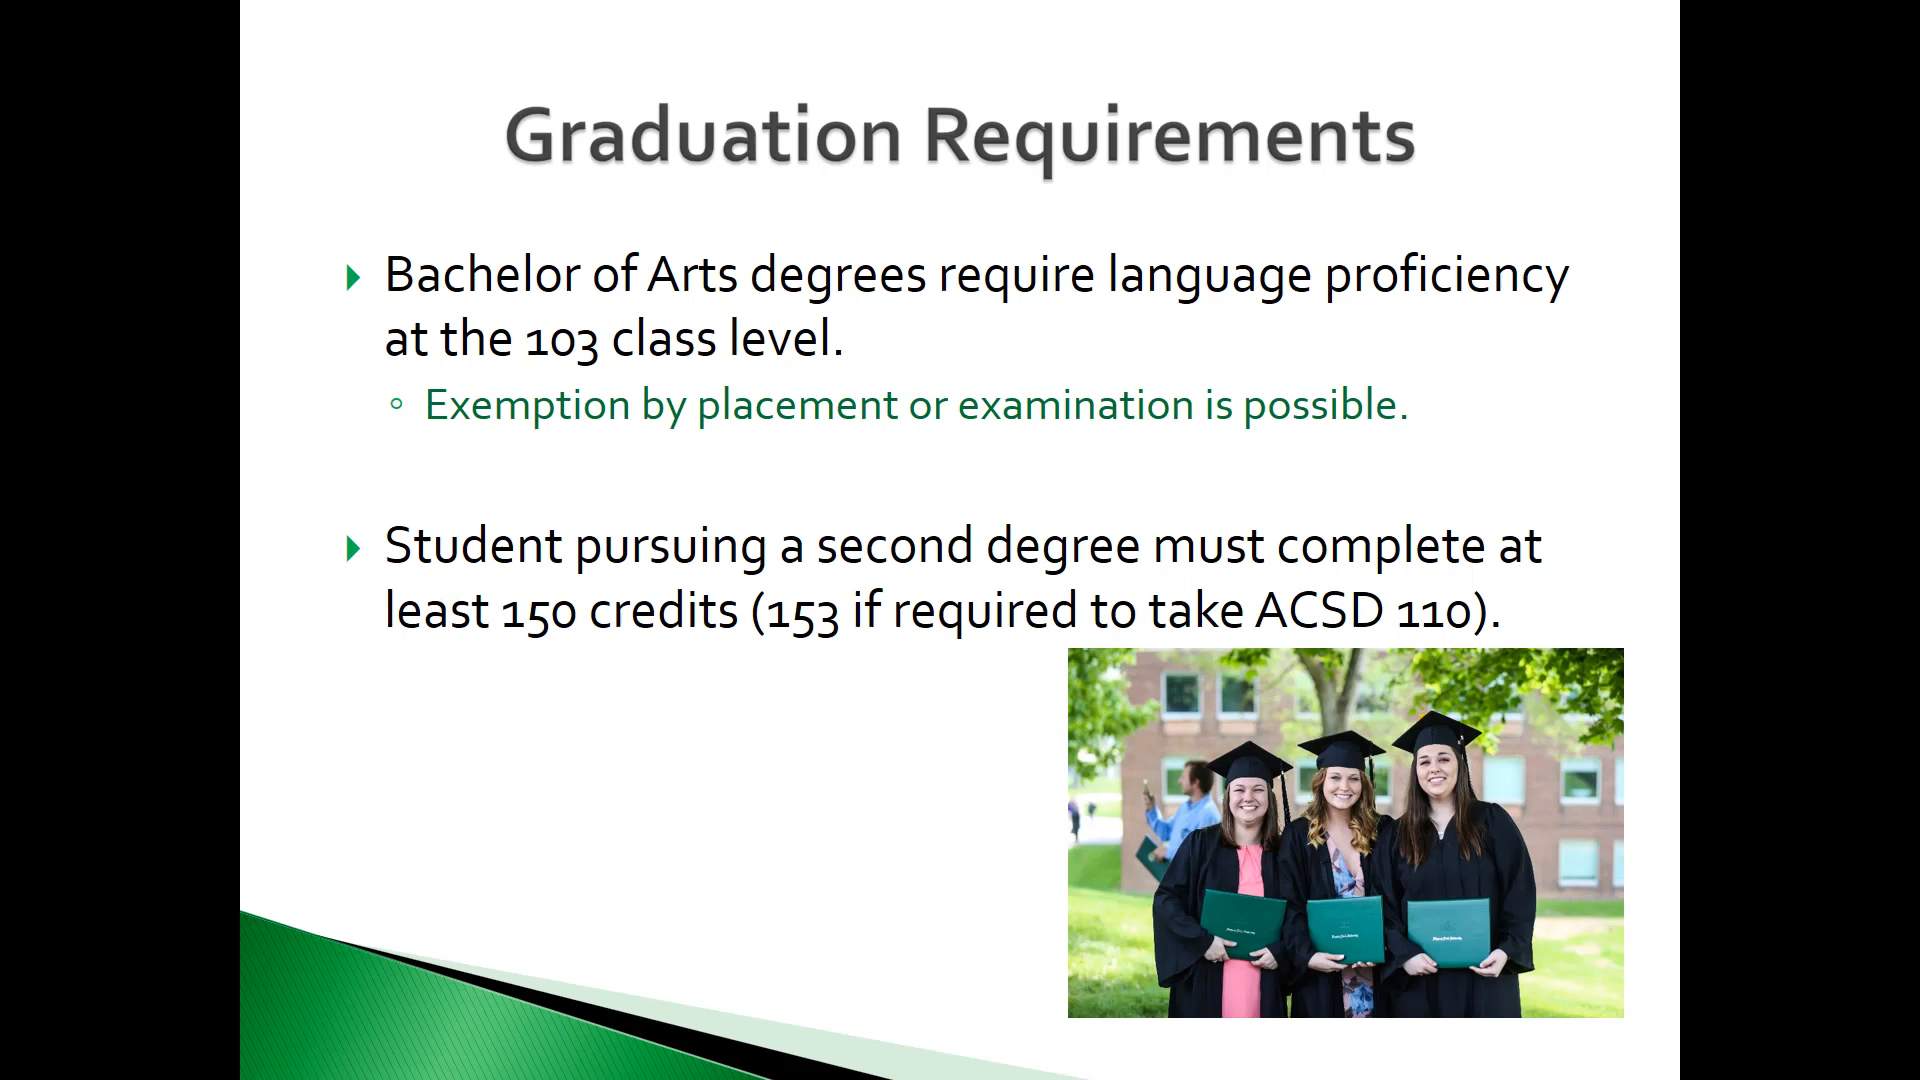 Graduation Requirements
Bachelor of Arts degrees require language proficiency
at the 103 class level.
Exemption by placement or examination is possible.
Student pursuing a second degree must complete at
least 150 credits (153 if required to take ACSD 110).